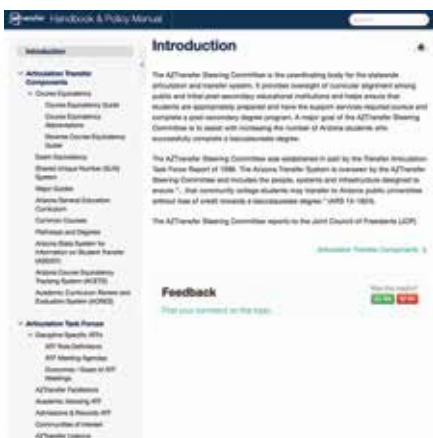 AZTransfer Handbook & Policy Manual
Introduction
Articulation Transfer
Components
Course Equivalency
Course Equivalency Guide
Course Equivalency
Abbreviations
Reverse Course Equivalency
Guide
Exam Equivalency
Shared Unique Number (SUN)
System
Major Guides
Arizona General Education
Curriculum
Common Courses
Pathways and Degrees
Arizona State System for
Information on Student Transfer
(ASSIST)
Arizona Course Equivalency
Tracking System (ACETS)
Academic Curriculum Review and
Evaluation System (ACRES)
Articulation Task Forces
Discipline Specific ATFs
ATF Role Definitions
ATF Meeting Agendas
Outcomes / Goals of ATF
Meetings
AZTransfer Facilitators
Academic Advising ATF
Admissions & Records ATF
Communities of Interest
AZTransfer Liaisons
Introduction
The AZTransfer Steering Committee is the coordinating body for the statewide
articulation and transfer system. It provides oversight of curricular alignment among
public and tribal post-secondary educational institutions and helps ensure that
students are appropriately prepared and have the support services required pursue and
complete a post-secondary degree program. A major goal of the AZTransfer Steering
Committee is to assist with increasing the number of Arizona students who
successfully complete a baccalaureate degree.
The AZTransfer Steering Committee was established in part by the Transfer Articulation
Task Force Report of 1996. The Arizona Transfer System is overseen by the AZTransfer
Steering Committee and includes the people, systems and infrastructure designed to
ensure "... that community college students may transfer to Arizona public universities
without loss of credit towards a baccalaureate degree." (ARS 15-1824).
The AZTransfer Steering Committee reports to the Joint Council of Presidents (JCP).
Articulation Transfer Components
Feedback
Was this helpful?
Post your comment on this topic.